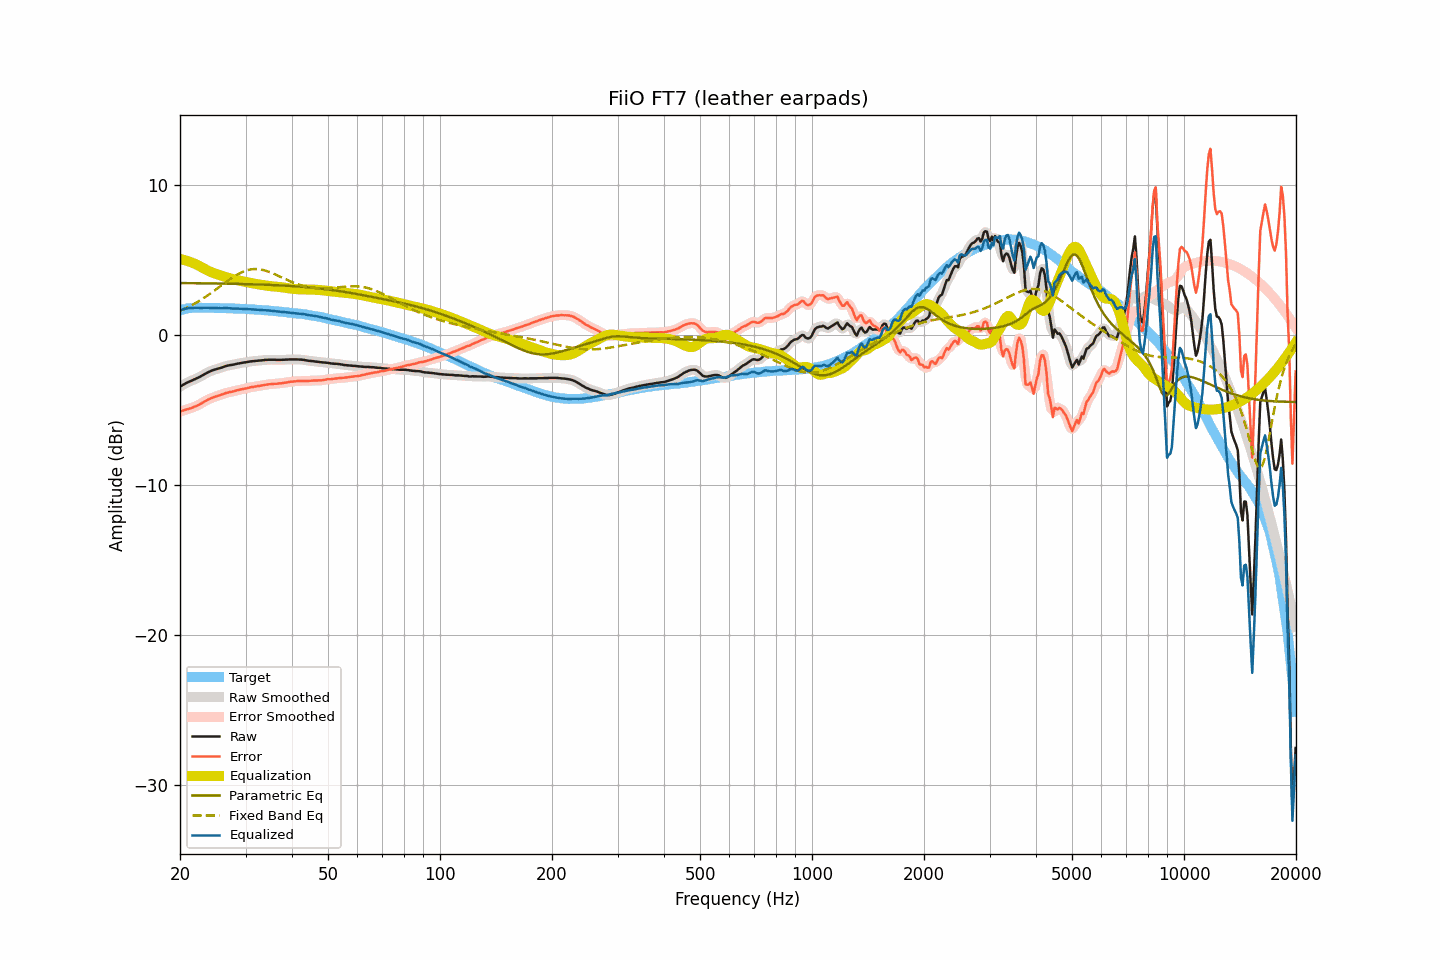 FiiO FT7 (leather earpads)
Amplitude (dBr)
10
0
−10
−20
−30
Target
Raw Smoothed
Error Smoothed
Raw
Error
Equalization
Parametric Eq
Fixed Band Eq
Equalized
20 50 100 200 500 1000 2000 5000 10000 20000
Frequency (Hz)